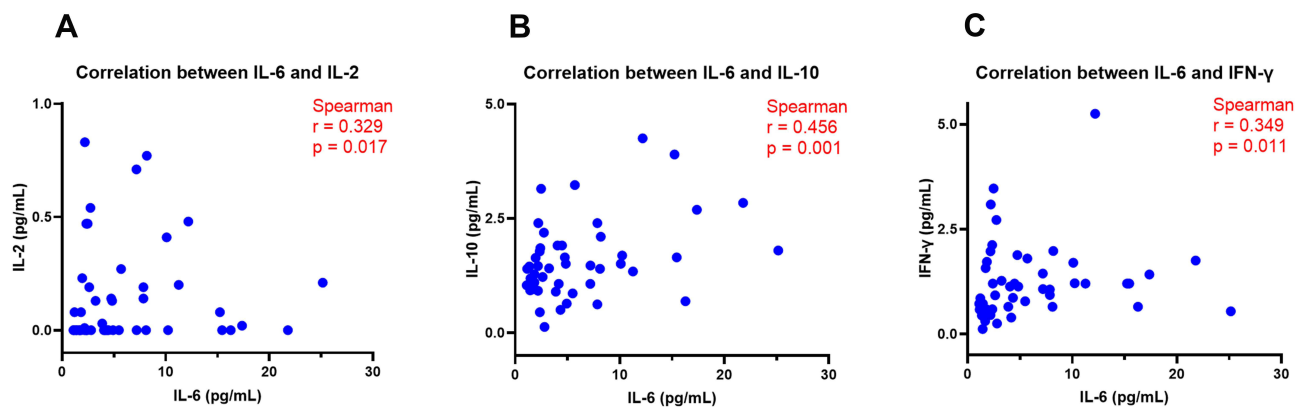 A
Correlation between IL-6 and IL-2
Spearman
r = 0.329
p = 0.017
1.0
0.5
0.0
IL-2 (pg/mL)
0
10
20
30
IL-6 (pg/mL)
B
Correlation between IL-6 and IL-10
Spearman
r = 0.456
p = 0.001
5.0
2.5
0.0
IL-10 (pg/mL)
0
10
20
30
IL-6 (pg/mL)
C
Correlation between IL-6 and IFN-γ
Spearman
r = 0.349
p = 0.011
5.0
2.5
0.0
IFN-γ (pg/mL)
0
10
20
30
IL-6 (pg/mL)